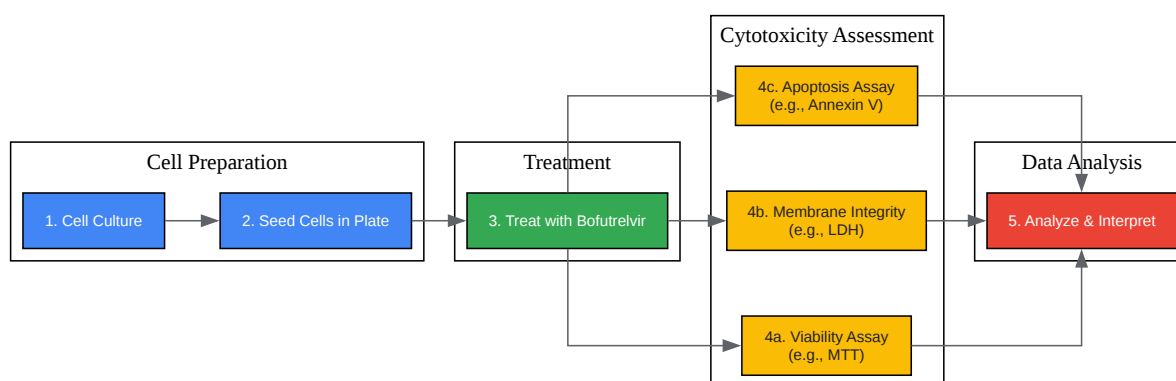 Cell Preparation
1. Cell Culture
2. Seed Cells in Plate
Treatment
3. Treat with Bofutrelvir
Cytotoxicity Assessment
4c. Apoptosis Assay
(e.g., Annexin V)
4b. Membrane Integrity
(e.g., LDH)
4a. Viability Assay
(e.g., MTT)
Data Analysis
5. Analyze & Interpret